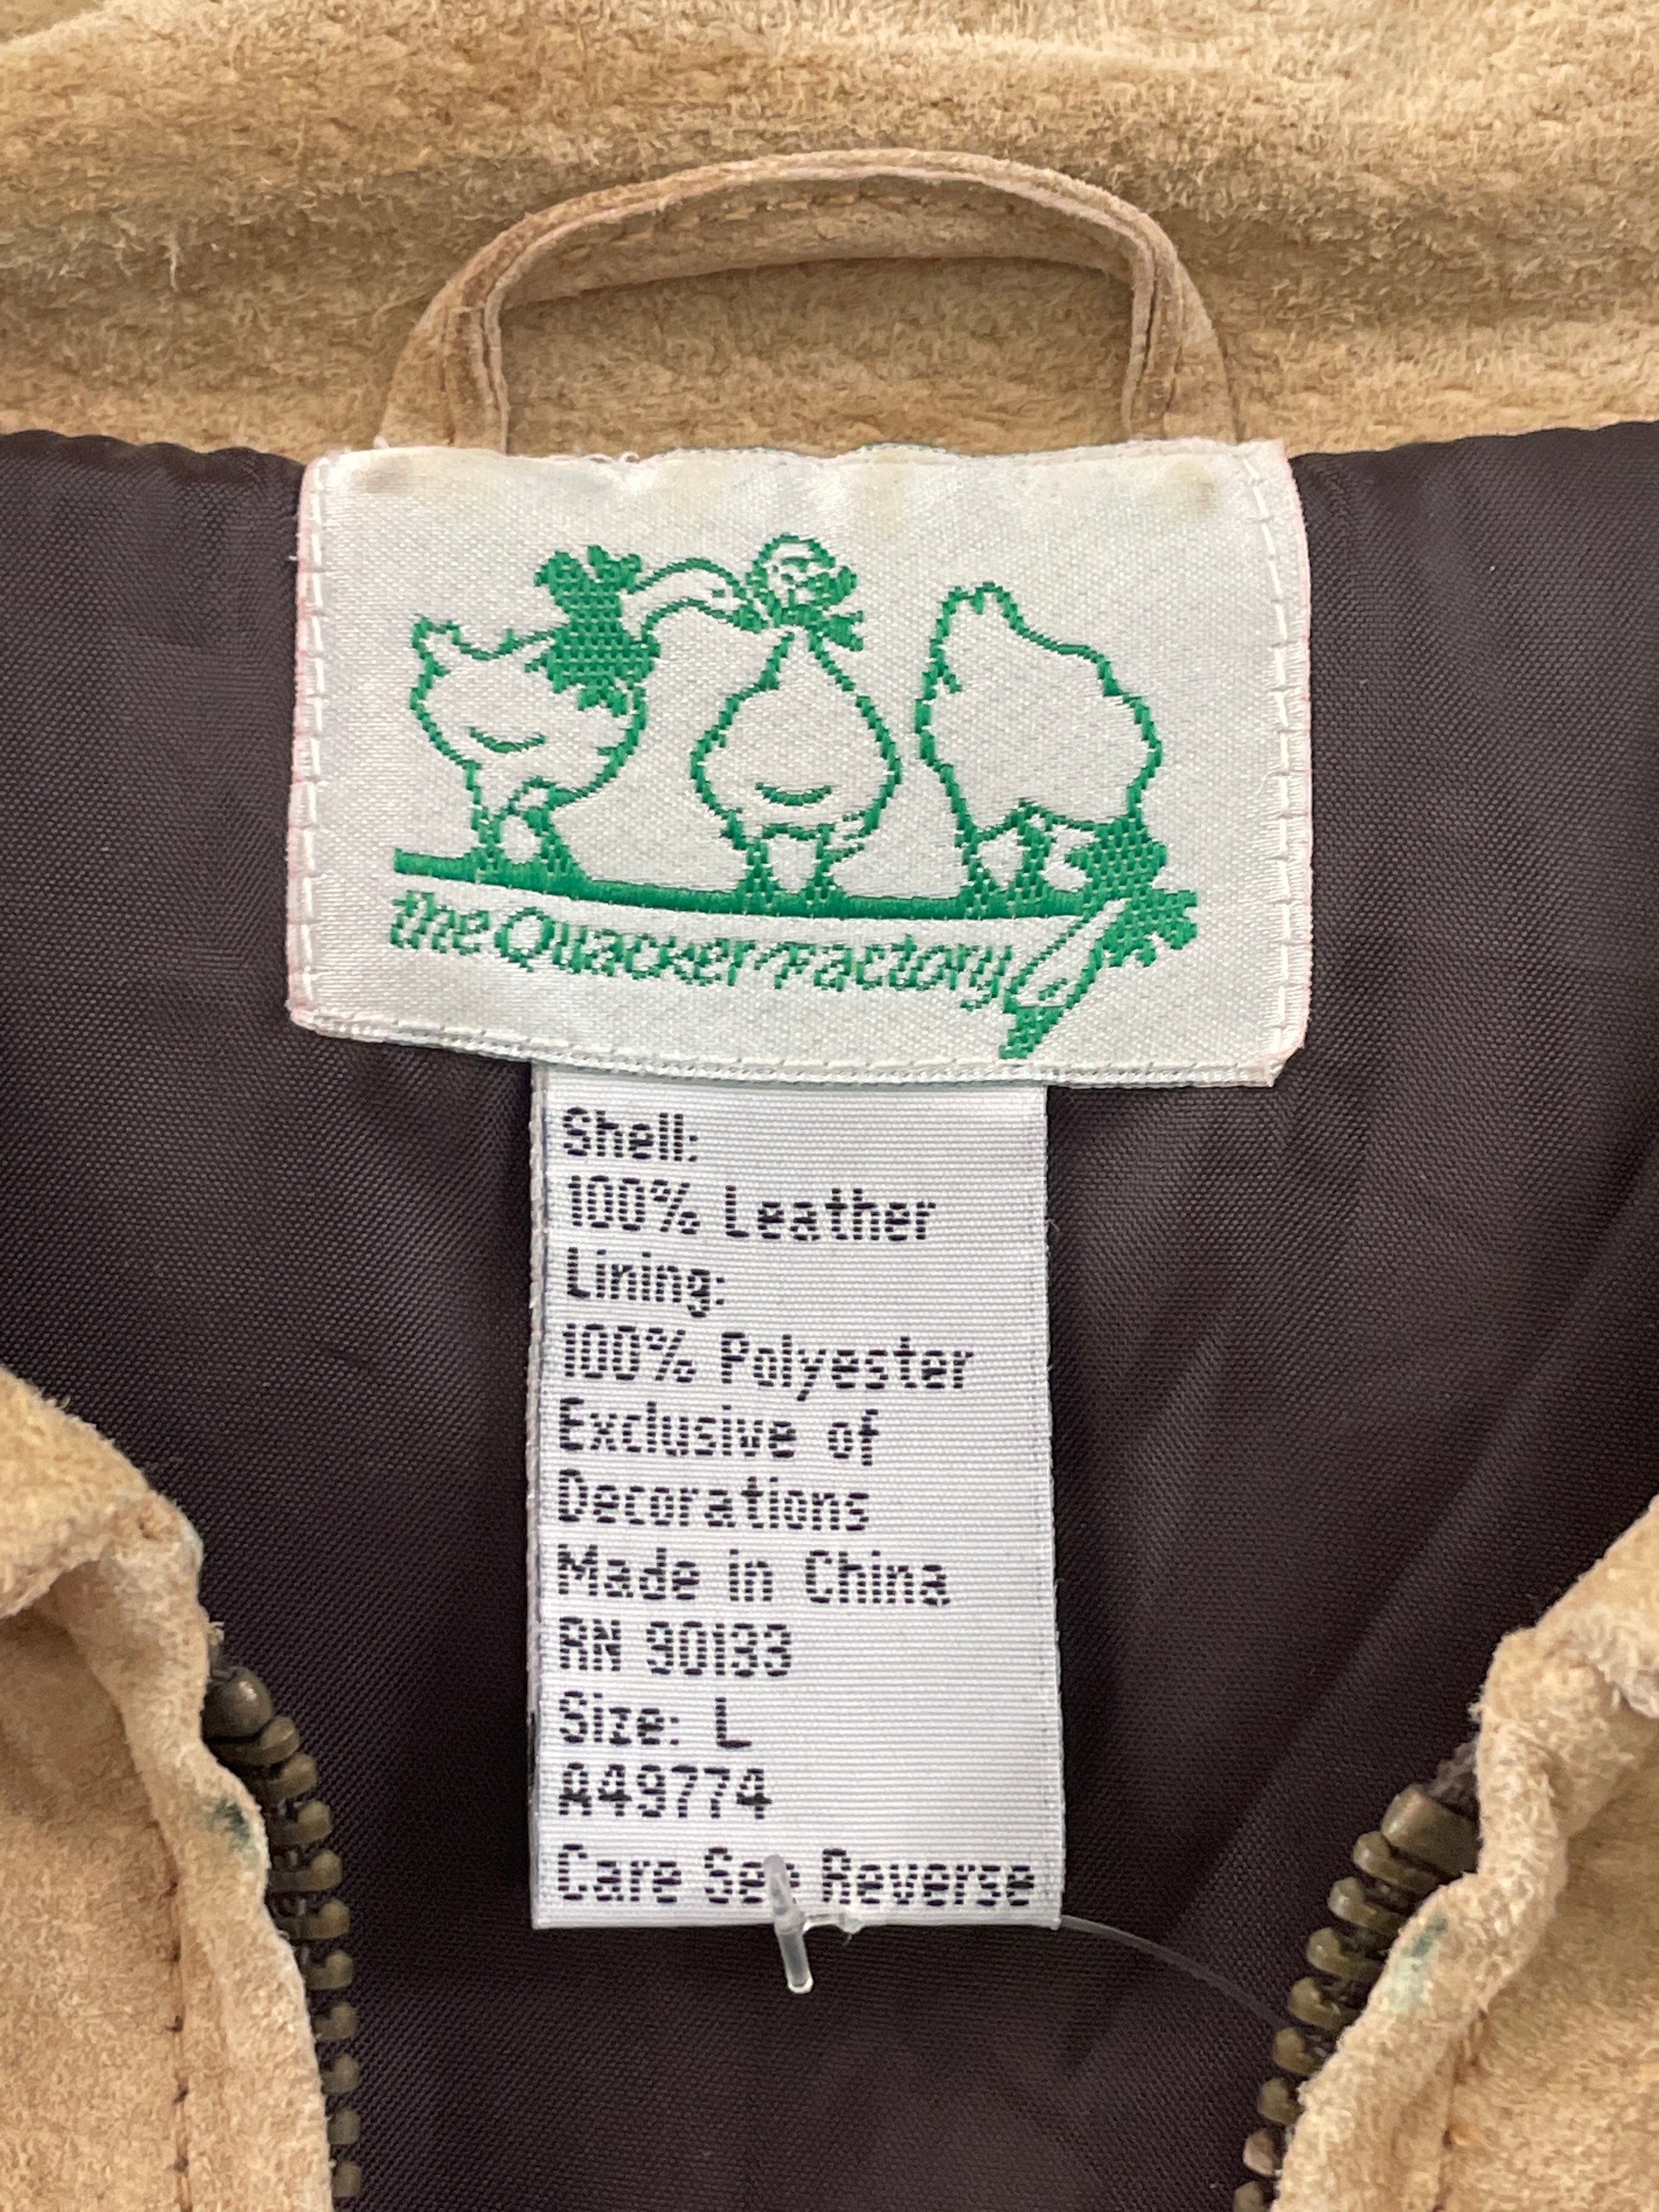 the Quacker Factory
Shell:
100% Leather
Lining:
100% Polyester
Exclusive of
Decorations
Made in China
RN 90133
Size: L
A49774
Care See Reverse